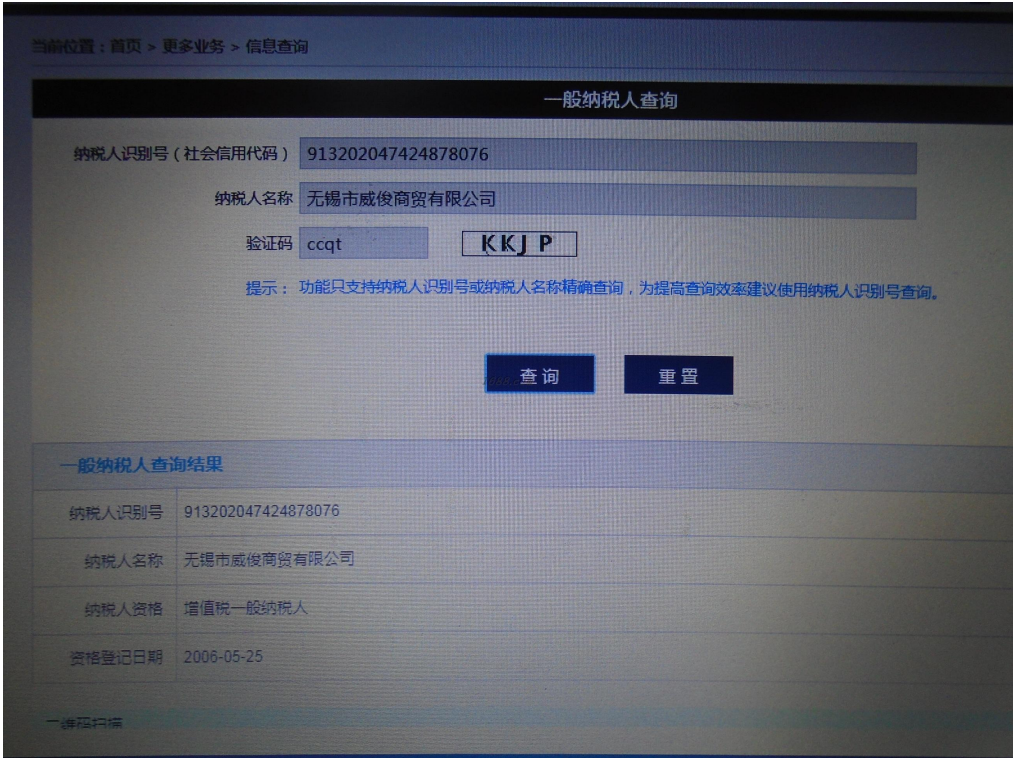 当前位置：首页 > 更多业务 > 信息查询
一般纳税人查询
纳税人识别号（社会信用代码） 913202047424878076
纳税人名称 无锡市威俊商贸有限公司
验证码 ccqt KKJP
提示： 功能只支持纳税人识别号或纳税人名称精确查询，为提高查询效率建议使用纳税人识别号查询。
查 询 重 置
一般纳税人查询结果
纳税人识别号 913202047424878076
纳税人名称 无锡市威俊商贸有限公司
纳税人资格 增值税一般纳税人
资格登记日期 2006-05-25
二维码扫描